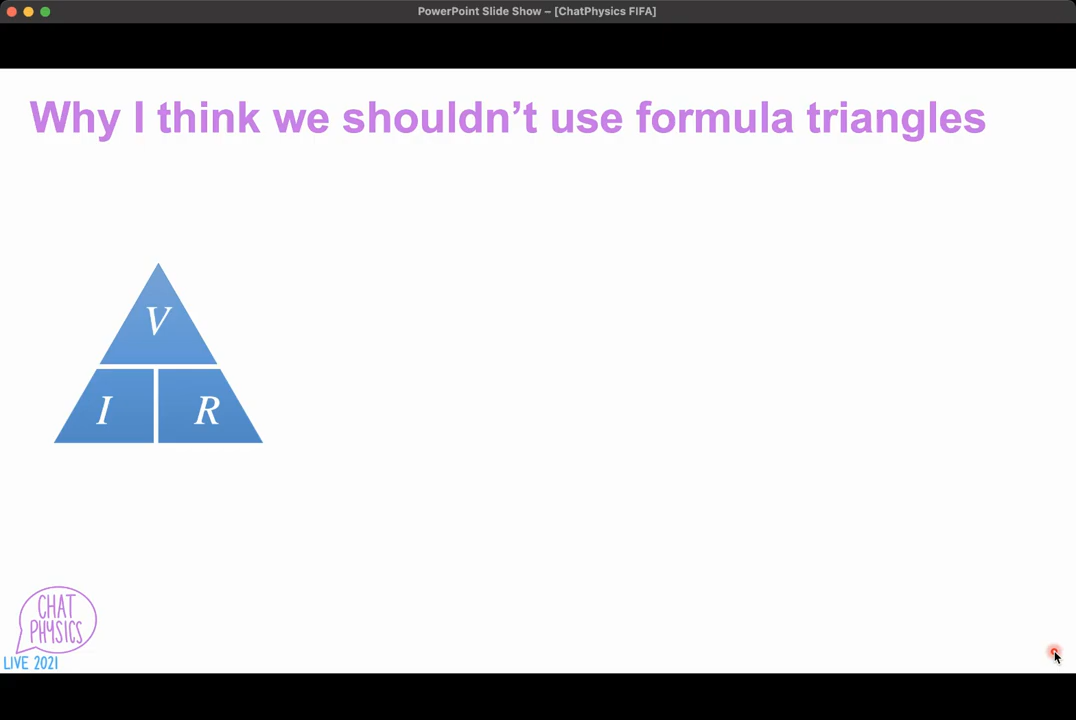 PowerPoint Slide Show – [ChatPhysics FIFA]
Why I think we shouldn’t use formula triangles
V
I R
CHAT
PHYSICS
LIVE 2021